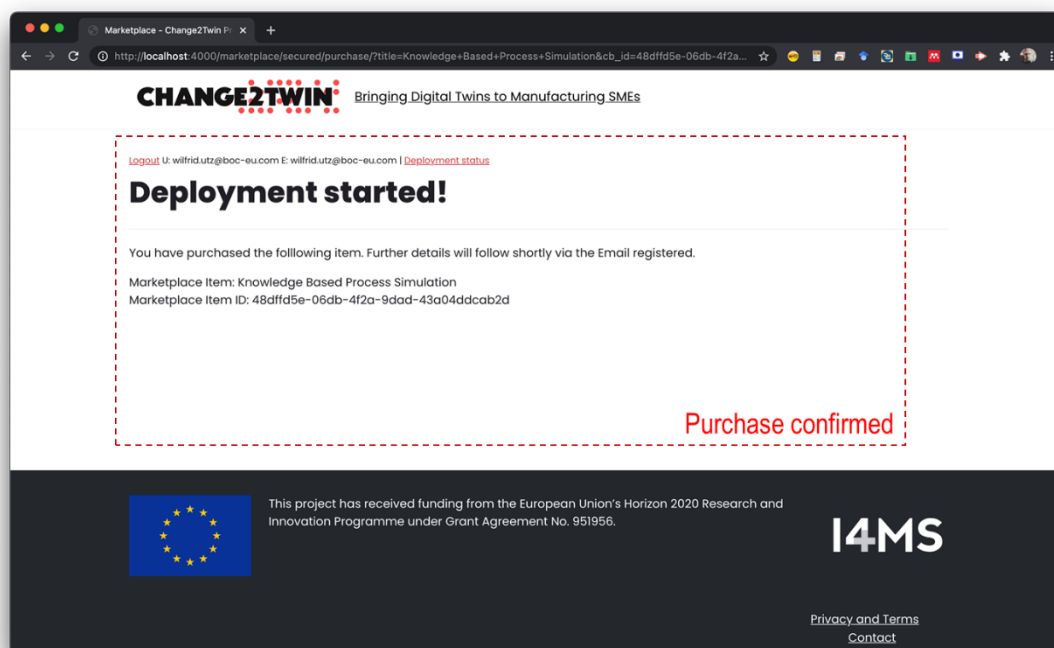 Marketplace - Change2Twin P
http://localhost:4000/marketplace/secured/purchase/?title=Knowledge+Based+Process+Simulation&cb_id=48dffd5e-06db-4f2a...
CHANGE2TWIN
Bringing Digital Twins to Manufacturing SMEs
Logout U: wilfrid.utz@boc-eu.com E: wilfrid.utz@boc-eu.com | Deployment status
Deployment started!
You have purchased the folllowing item. Further details will follow shortly via the Email registered.
Marketplace Item: Knowledge Based Process Simulation
Marketplace Item ID: 48dffd5e-06db-4f2a-9dad-43a04ddcab2d
Purchase confirmed
This project has received funding from the European Union's Horizon 2020 Research and
Innovation Programme under Grant Agreement No. 951956.
I4MS
Privacy and Terms
Contact